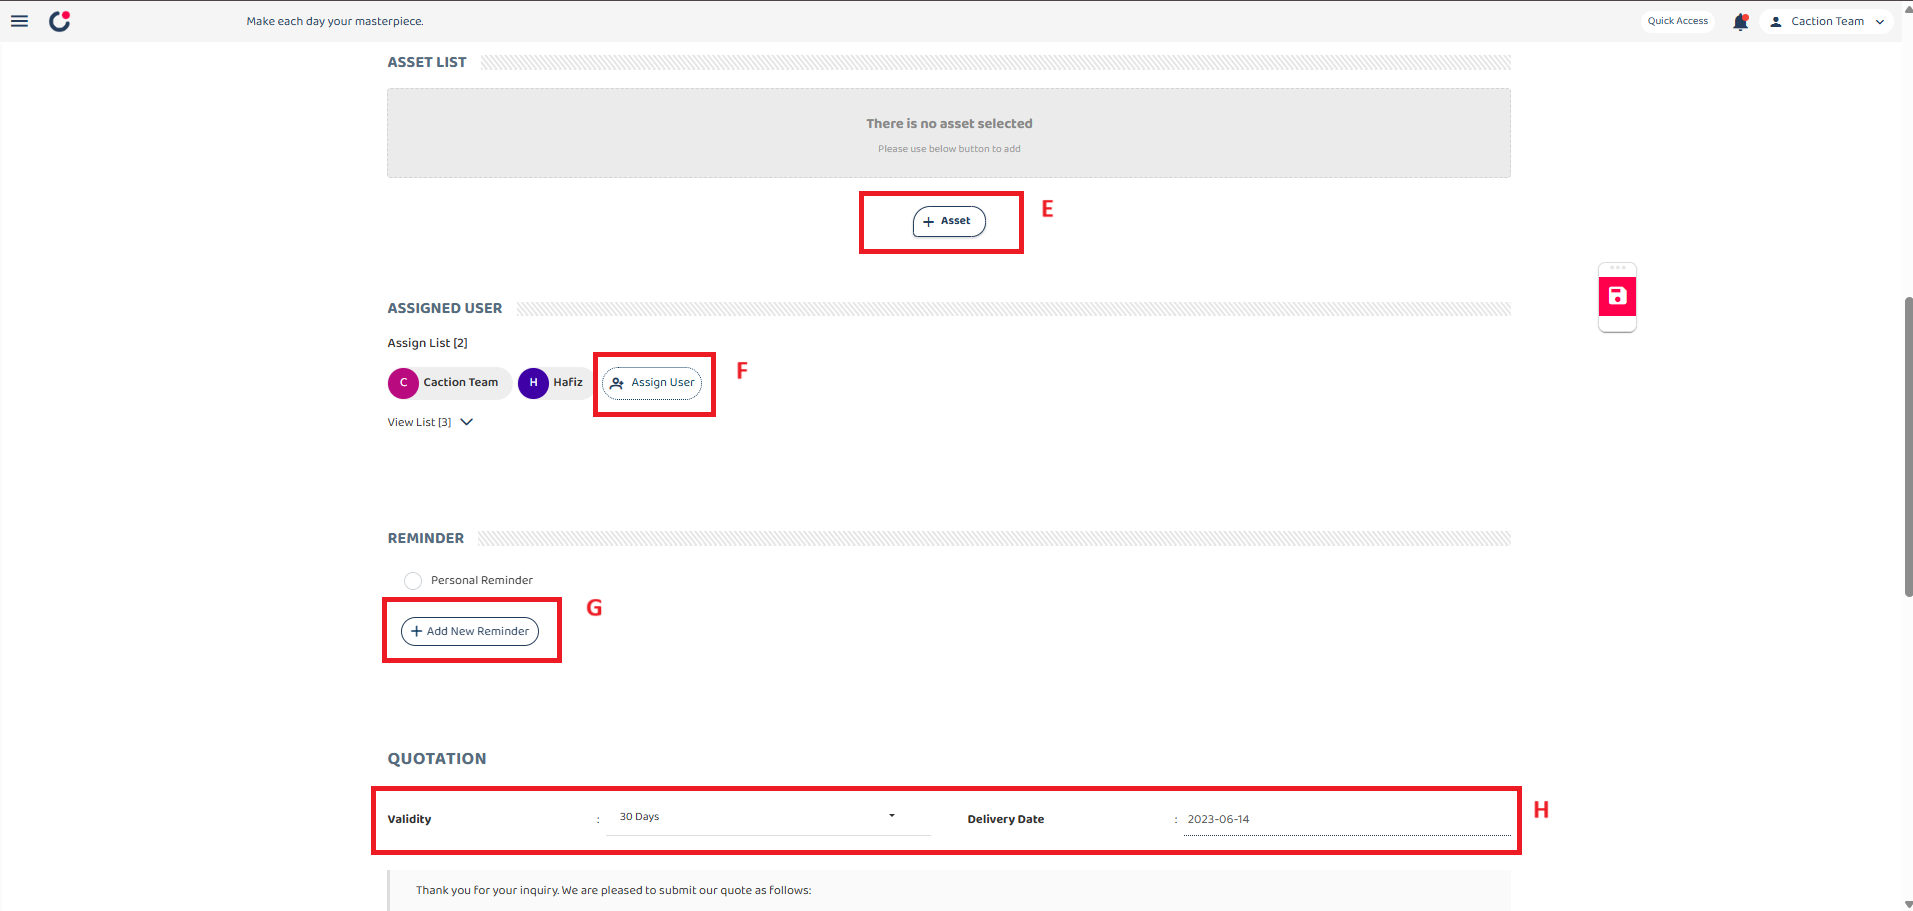 Make each day your masterpiece.
Quick Access
Caction Team
ASSET LIST
There is no asset selected
Please use below button to add
+ Asset
E
ASSIGNED USER
Assign List [2]
C Caction Team
H Hafiz
Assign User
F
View List [3]
REMINDER
Personal Reminder
+ Add New Reminder
G
QUOTATION
Validity : 30 Days
Delivery Date : 2023-06-14
H
Thank you for your inquiry. We are pleased to submit our quote as follows: